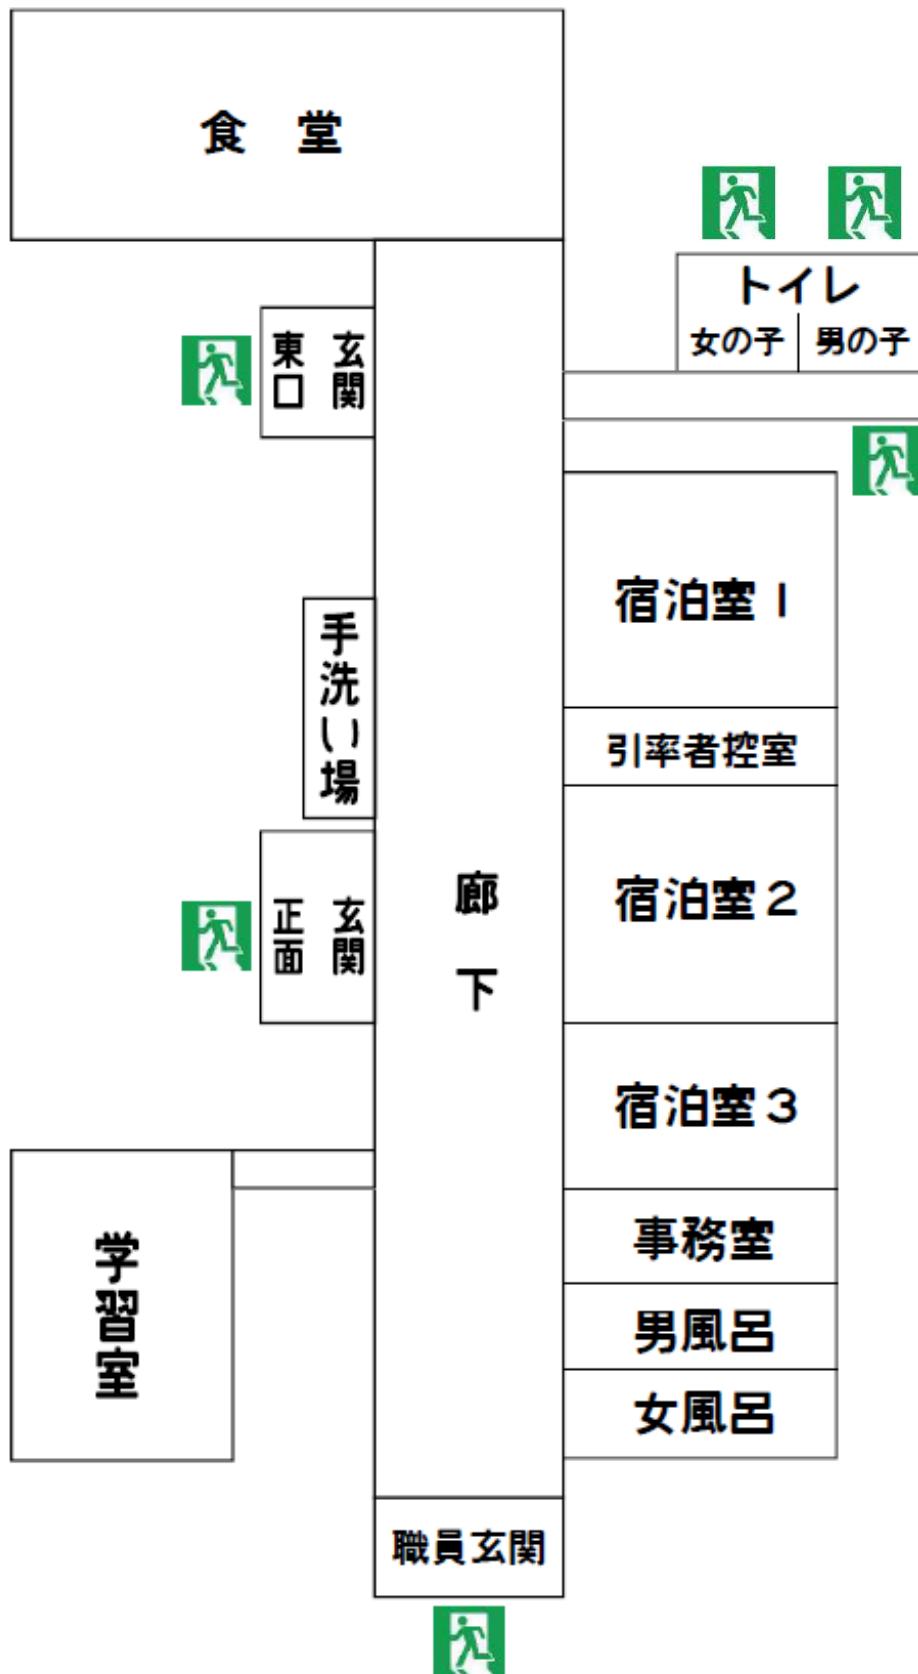 食 堂
トイレ
女の子
男の子
東口
玄関
宿泊室1
手洗い場
引率者控室
宿泊室2
廊下
正面
玄関
宿泊室3
事務室
学習室
男風呂
女風呂
職員玄関